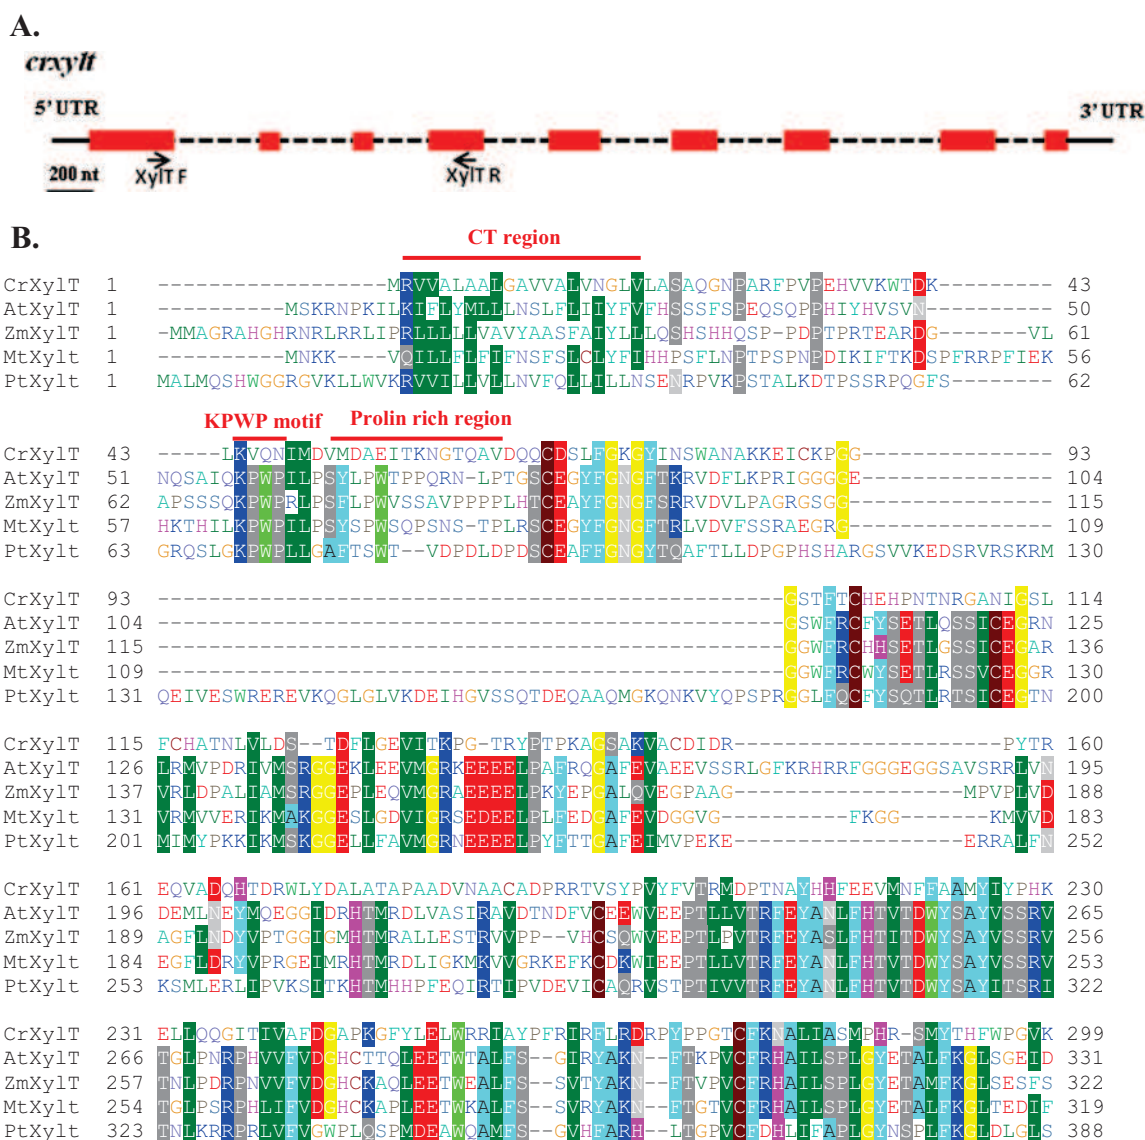 A.
crxylt
5' UTR
3' UTR
200 nt
XylT F
XylT R
B.
CT region
CrXylT 1 ------------------MRVVALAALGAVVALVNGLVLASAQGNPARFPVPEHVVKWTDK--------- 43
AtXylT 1 ----------MSKRNPKILKIFLYMLLLNSLFLIIYFVFHSSSFSPEQSQPPHIYHVSVN---------- 50
ZmXylT 1 -MMAGRAHGHRNRLRRLIPRLLLLLLVAVYAASFAIYLLLLQSHSHHQSP-PDPTPRTEARDG------VL 61
MtXylt 1 ----------MNKK----VQILLFLFIFNSFSLCLYFIHHPSFLNPTPSPNPDIKIFTKDSPFRRPFIEK 56
PtXylt 1 MALMQSHWGGRGVKLLWVKRVVILLVLLNVFQLLILLNSENRPVKPSTALKDTPSSRPQGFS-------- 62
KPWP motif
Prolin rich region
CrXylT 43 -----LKVQNIMDVMDAEITKNGTQAVDQQCDSLFGKGYINSWANAKKEICKPGG---------------- 93
AtXylT 51 NQSAIQKPWPILPSYLPWTPPQRN-LPTGSCEGYFGNGFTKRVDFLKPRIGGGGE--------------- 104
ZmXylT 62 APSSSQKPWPRLPSFLPWVSSAVPPPPLHTCEAYFGNGFSRRVDVLPAGRGSGG---------------- 115
MtXylt 57 HKTHILKPWPILPSYSPWSQPSNS-TPLRSCEGYFGNGFTRLVDVFSSRAEGRG---------------- 109
PtXylt 63 GRQSLGKPWPLLGAFTSWT--VDPDLDPDSCEAFFGNGYTQAFTLLDPGPHSHARGSVVKEDSRVRSKRM 130
CrXylT 93 -------------------------------------------------GSTFTCHEHPNTNRGANIGSL 114
AtXylT 104 -------------------------------------------------GSWFRCFYSETLQSSICEGRN 125
ZmXylT 115 -------------------------------------------------GGWFRCHHSETLGSSICEGAR 136
MtXylt 109 -------------------------------------------------GGWFRCWYSETLRSSVCEGGR 130
PtXylt 131 QEIVESWREREVKQGLGLVKDEIHGVSSQTDEQAAQMGKQNKVYQPSPRGGLFQCFYSQTLRTSICEGTN 200
CrXylT 115 FCHATNLVLDS--TDFLGEVITKPG-TRYPTPKAGSAKVACDIDR---------------------PYTR 160
AtXylT 126 LRMVPDRIVMSRGGEKLEEVMGRKEEEELPAFRQGAFEVAEEVSSRLGFKRHRRFGGGEGGSAVSRRLVN 195
ZmXylT 137 VRLDPALIAMSRGGEPLEQVMGRAEEEELPKYEPGALQVEGPAAG------------------MPVPLVD 188
MtXylt 131 VRMVVERIKMAKGGESLGDVIGRSEDEELPLFEDGAFEVDGGVG----------FKGG------KMVVD 183
PtXylt 201 MIMYPKKIKMSKGGELLFAVMGRNEEEELPYFTTGAFEIMVPEKE------------------ERRALFN 252
CrXylT 161 EQVADQHTDRWLYDALATAPAADVNAACADPRRTVSYPVYFVTRMDPTNAYHHFEEVMNFFAAMYIYPHK 230
AtXylT 196 DEMLNEYMQEGGIDRHTMRDLVASIRAVDTNDFVCEEWVEEPTLLVTRFEYANLFHTVTDWYSAYVSSRV 265
ZmXylT 189 AGFLNDYVPTGGIGMHTMRALLESTRVVPP--VHCSQWVEEPTLPVTRFEYASLFHTITDWYSAYVSSRV 256
MtXylt 184 EGFLDRYVPRGEIMRHTMRDLIGKMKVVGRKEFKCDKWIEEPTLLVTRFEYANLFHTVTDWYSAYVSSRV 253
PtXylt 253 KSMLERLIPVKSITKHTMHHPFEQIRTIPVDEVICAQRVSTPTIVVTRFEYANLFHTVTDWYSAYITSRI 322
CrXylT 231 ELLQQGITIVAFDGAPKGFYLELWRRIAYPFRIRFLRDRPYPPGTCFKNALIASMPHR-SMYTHFWPGVK 299
AtXylT 266 TGLPNRPHVVFVDGHCTTQLEETWTALFS--GIRYAKN--FTKPVCFRHAILSPLGYETALFKGLSGEID 331
ZmXylT 257 TNLPDRPNVVFVDGHCKAQLEETWEALFS--SVTYAKN--FTVPVCFRHAILSPLGYETAMFKGLSESFS 322
MtXylt 254 TGLPSRPHLIFVDGHCKAPLEETWKALFS--SVRYAKN--FTGTVCFRHAILSPLGYETALFKGLTEDIF 319
PtXylt 323 TNLKRRPRLVFVGWPLQSPMDEAWQAMFS--GVHFARH--LTGPVCFDHLIFAPLGYNSPLFKGLDLGLS 388